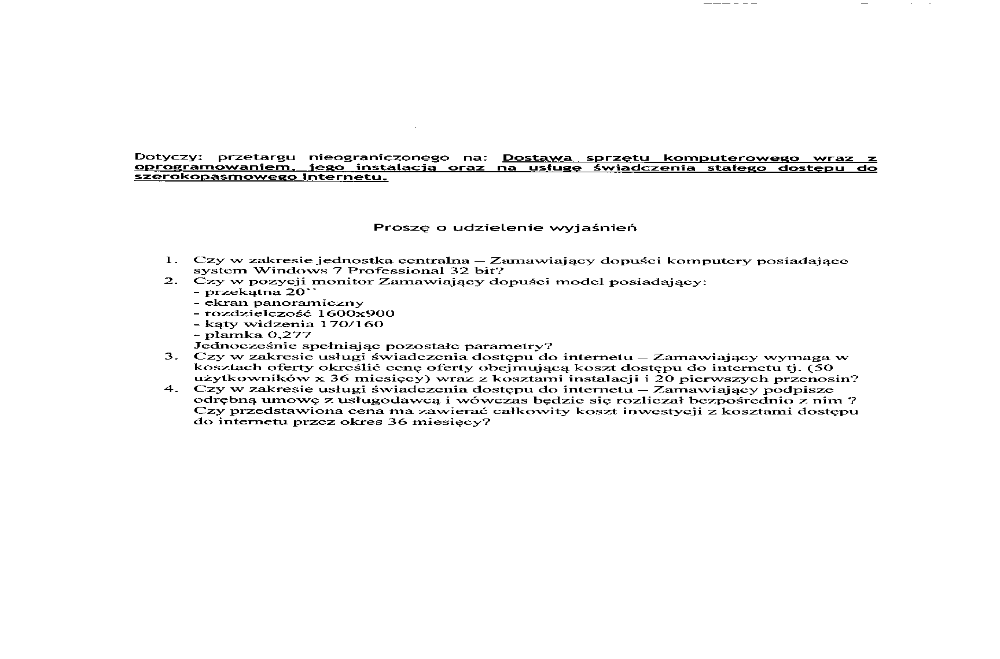 Dotyczy: przetargu nieograniczonego na: Dostawa sprzętu komputerowego wraz z
oprogramowaniem, jego instalacją oraz na usługę świadczenia stałego dostępu do
szerokopasmowego Internetu.
Proszę o udzielenie wyjaśnień
1. Czy w zakresie jednostka centralna – Zamawiający dopuści komputery posiadające
system Windows 7 Professional 32 bit?
2. Czy w pozycji monitor Zamawiający dopuści model posiadający:
- przekątna 20``
- ekran panoramiczny
- rozdzielczość 1600x900
- kąty widzenia 170/160
- plamka 0,277
Jednocześnie spełniając pozostałe parametry?
3. Czy w zakresie usługi świadczenia dostępu do internetu – Zamawiający wymaga w
kosztach oferty określić cenę oferty obejmującą koszt dostępu do internetu tj. (50
użytkowników x 36 miesięcy) wraz z kosztami instalacji i 20 pierwszych przenosin?
4. Czy w zakresie usługi świadczenia dostępu do internetu – Zamawiający podpisze
odrębną umowę z usługodawcą i wówczas będzie się rozliczał bezpośrednio z nim ?
Czy przedstawiona cena ma zawierać całkowity koszt inwestycji z kosztami dostępu
do internetu przez okres 36 miesięcy?